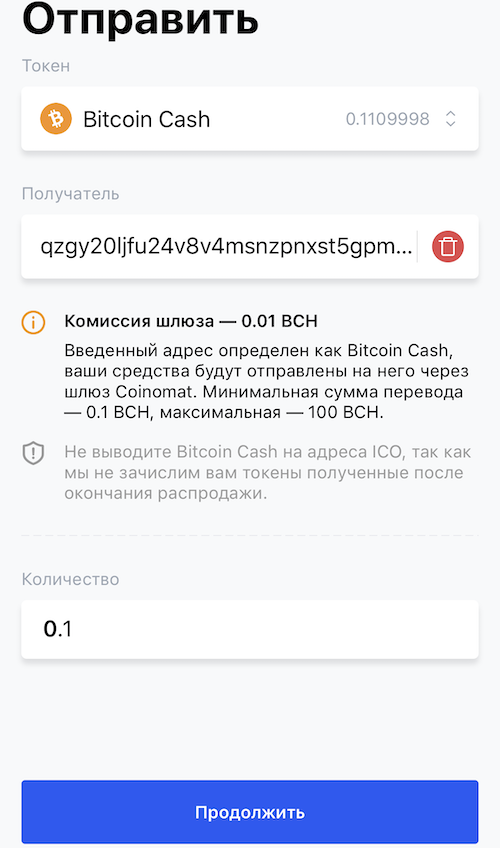 Отправить
Токен
Bitcoin Cash 0.1109998
Получатель
qzgy20ljfu24v8v4msnzpnxst5gpm...
Комиссия шлюза — 0.01 BCH
Введенный адрес определен как Bitcoin Cash,
ваши средства будут отправлены на него через
шлюз Coinomat. Минимальная сумма перевода
— 0.1 BCH, максимальная — 100 BCH.
Не выводите Bitcoin Cash на адреса ICO, так как
мы не зачислим вам токены полученные после
окончания распродажи.
Количество
0.1
Продолжить